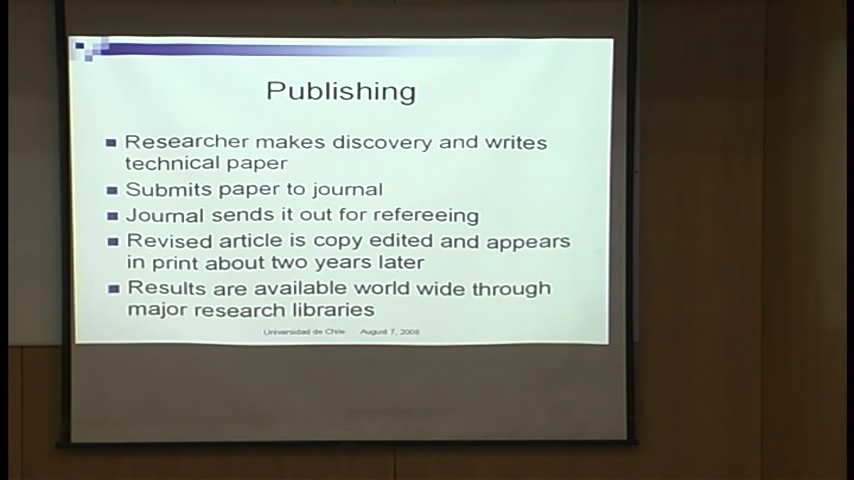 Publishing
Researcher makes discovery and writes
technical paper
Submits paper to journal
Journal sends it out for refereeing
Revised article is copy edited and appears
in print about two years later
Results are available world wide through
major research libraries
Universidad de Chile August 7, 2008